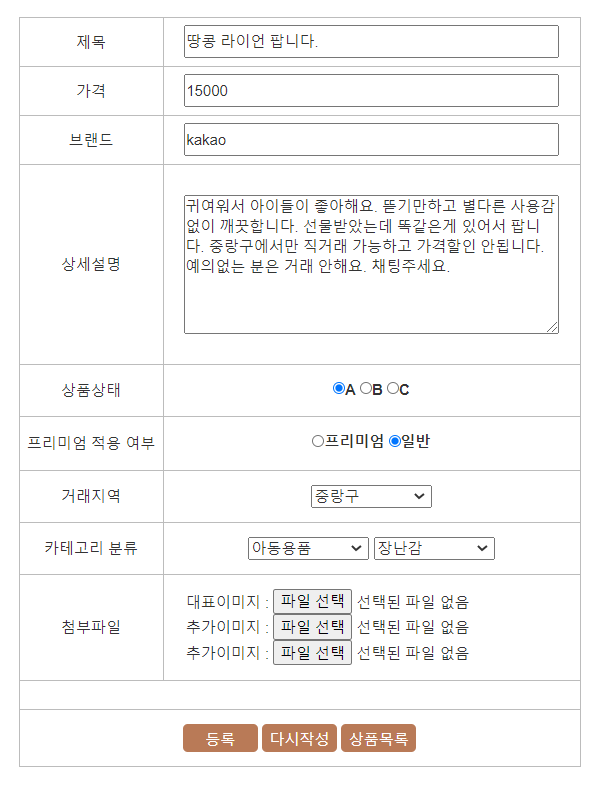 제목 땅콩 라이언 팝니다.
가격 15000
브랜드 kakao
상세설명
귀여워서 아이들이 좋아해요. 뜯기만하고 별다른 사용감
없이 깨끗합니다. 선물받았는데 똑같은게 있어서 팝니
다. 중랑구에서만 직거래 가능하고 가격할인 안됩니다.
예의없는 분은 거래 안해요. 채팅주세요.
상품상태 A B C
프리미엄 적용 여부 프리미엄 일반
거래지역 중랑구
카테고리 분류 아동용품 장난감
첨부파일
대표이미지 : 파일 선택 선택된 파일 없음
추가이미지 : 파일 선택 선택된 파일 없음
추가이미지 : 파일 선택 선택된 파일 없음
등록 다시작성 상품목록